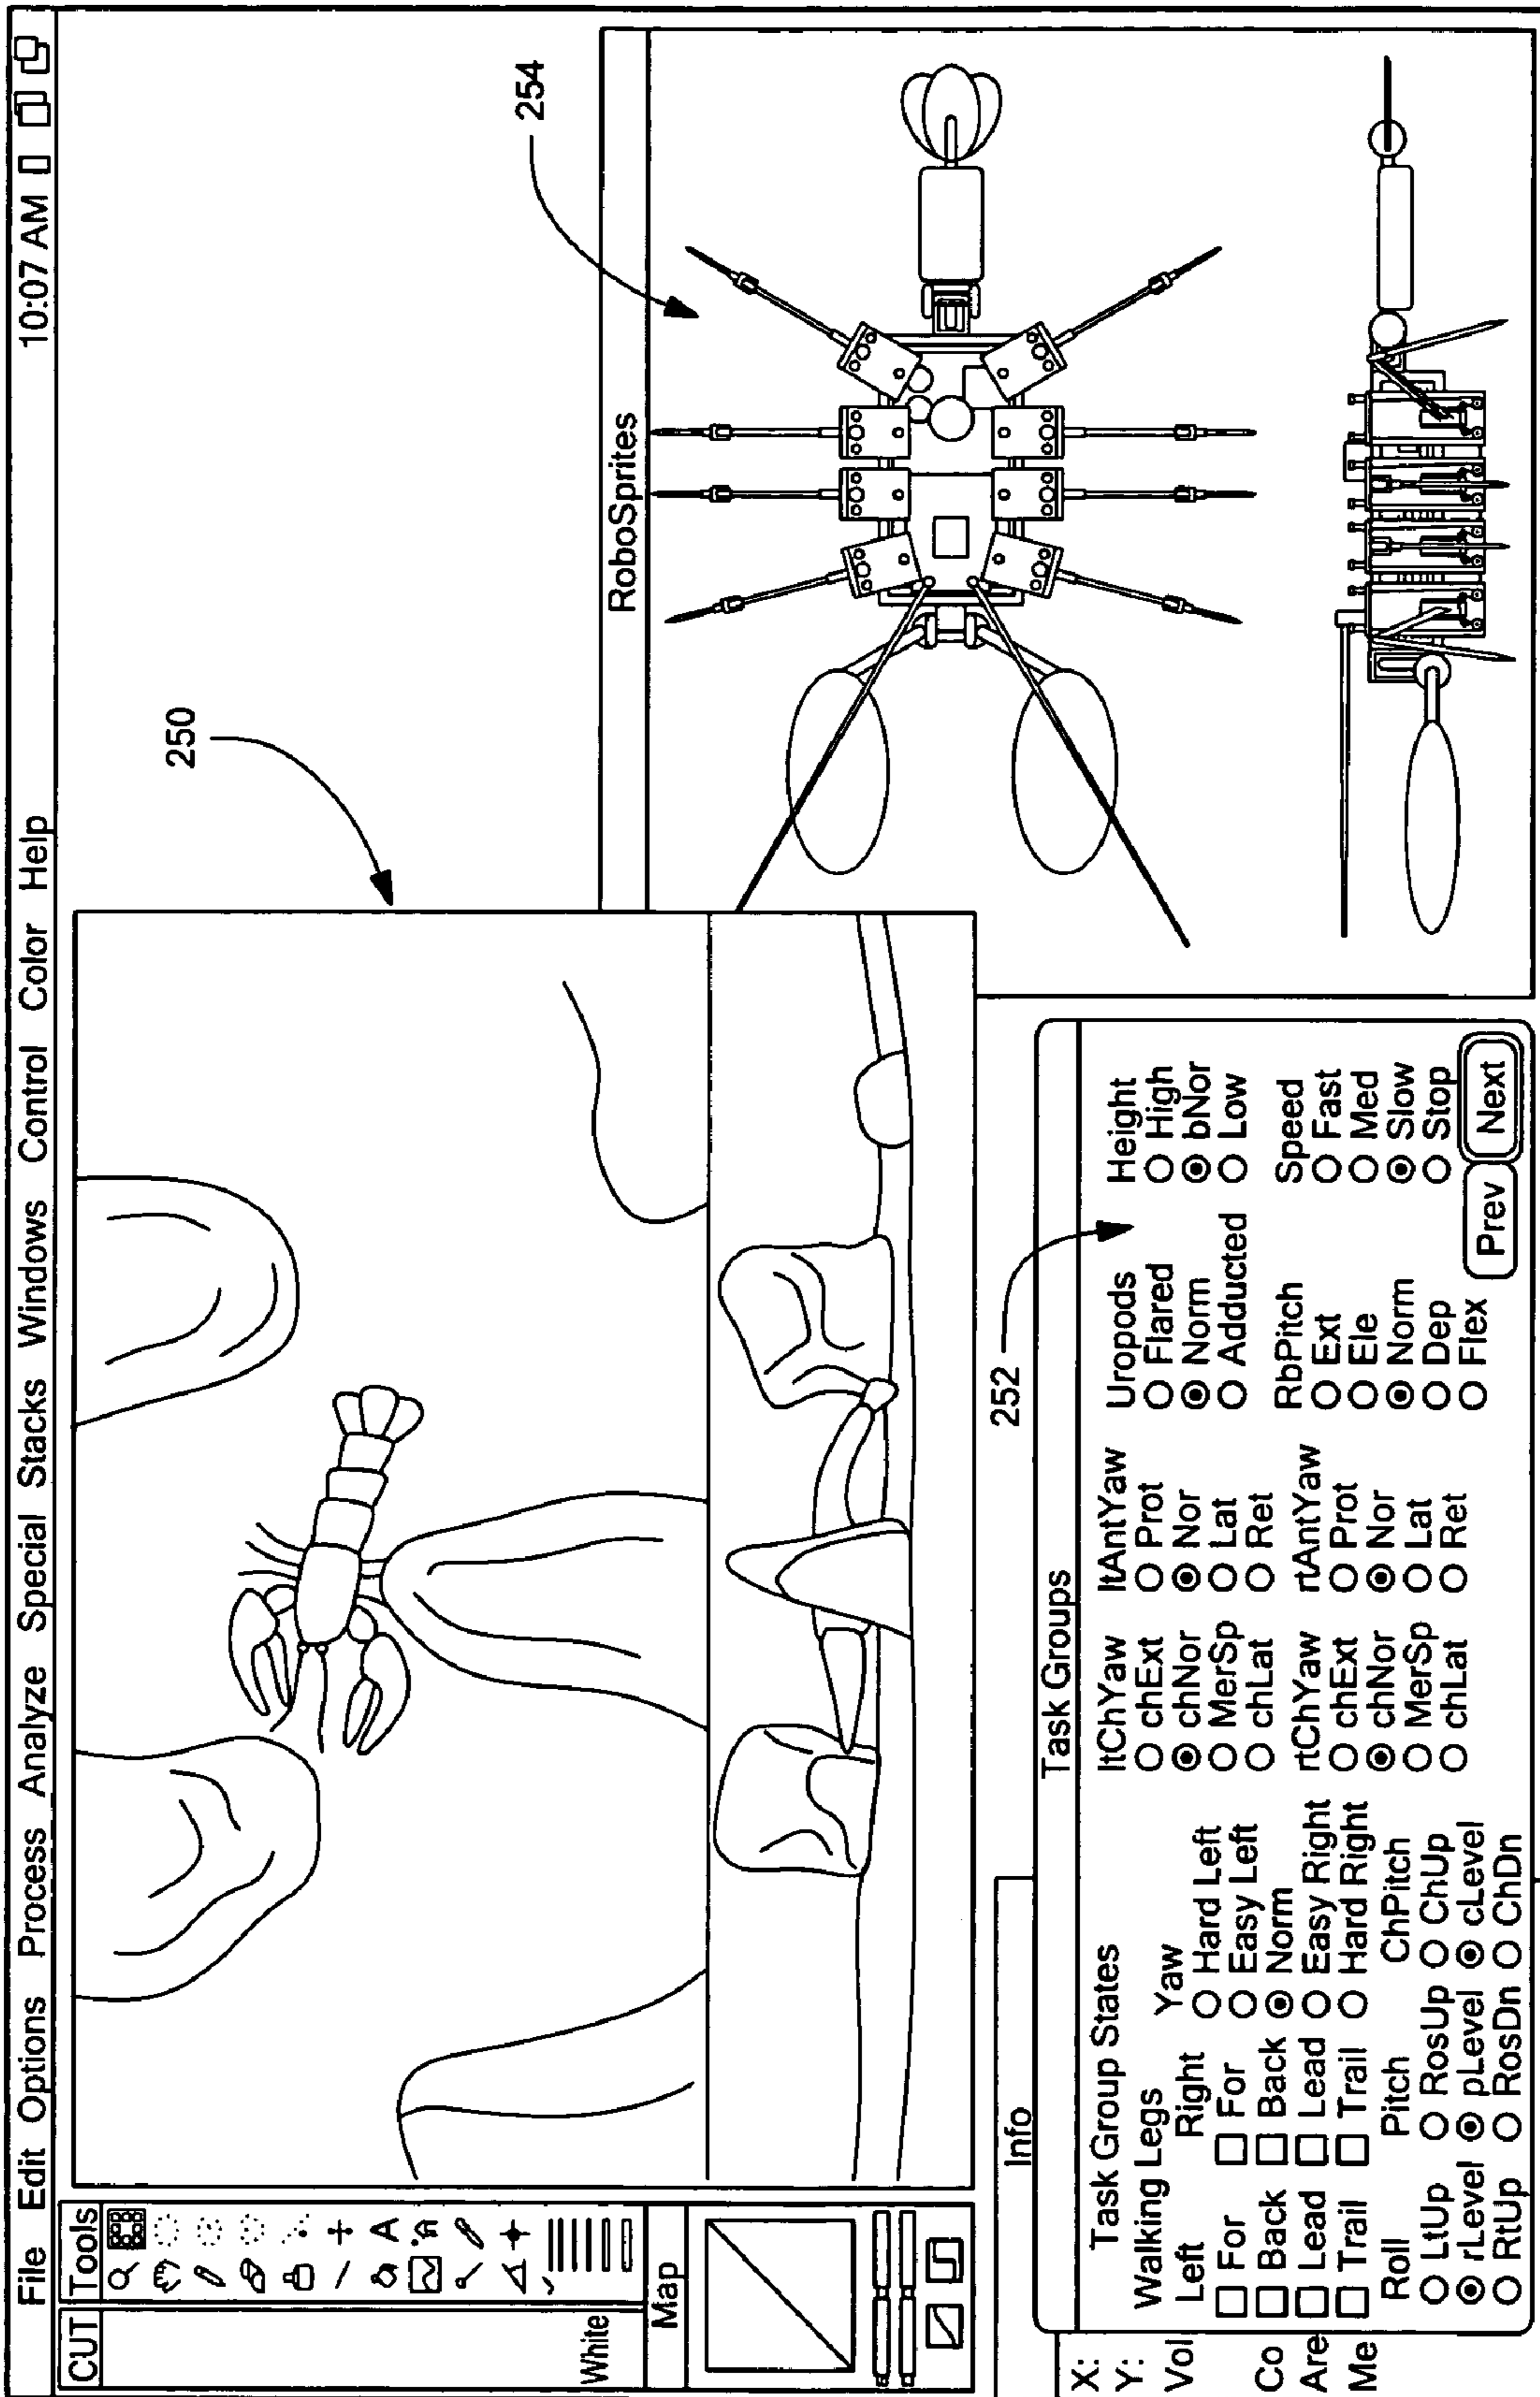 File Edit Options Process Analyze Special Stacks Windows Control Color Help 10:07 AM
CUT
White
Tools
A
Map
250
RoboSprites
254
Info
X:
Y:
Vol
Co
Are
Me
Task Groups
252
Task Group States
Walking Legs
Left Right
For For
Back Back
Lead Lead
Trail Trail
Yaw
Hard Left
Easy Left
Norm
Easy Right
Hard Right
Roll
LtUp
rLevel
RtUp
Pitch
RosUp
pLevel
RosDn
ChPitch
ChUp
cLevel
ChDn
ltChYaw
chExt
chNor
MerSp
chLat
rtChYaw
chExt
chNor
MerSp
chLat
ltAntYaw
Prot
Nor
Lat
Ret
rtAntYaw
Prot
Nor
Lat
Ret
Uropods
Flared
Norm
Adducted
RbPitch
Ext
Ele
Norm
Dep
Flex
Height
High
bNor
Low
Speed
Fast
Med
Slow
Stop
Prev Next